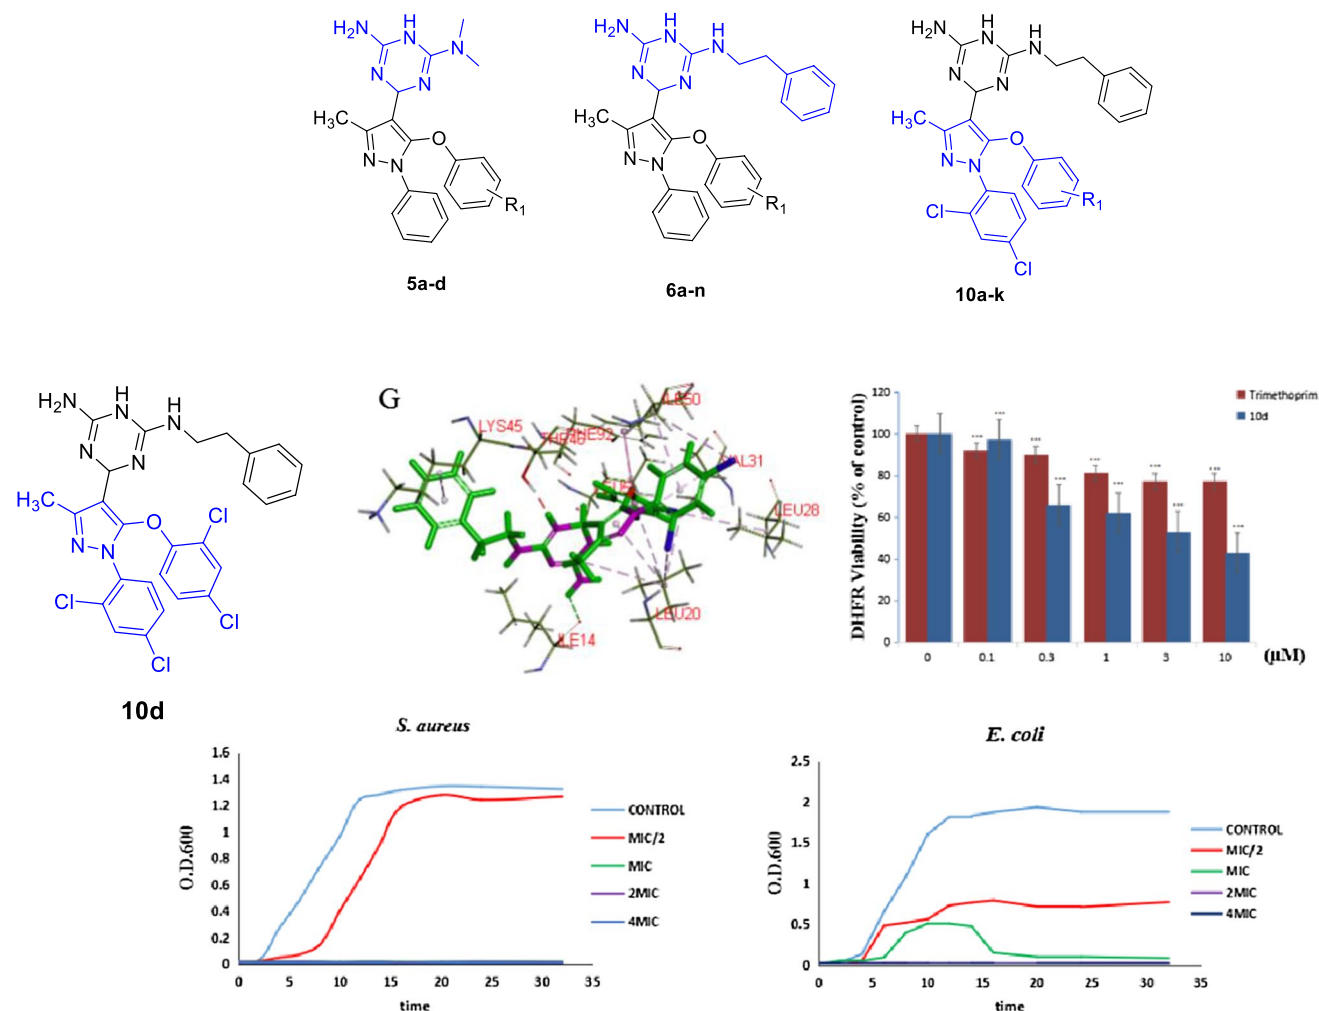 H
H₂N
N
N
N
N
H₃C
O
N
N
R₁
5a-d
H
H
H₂N
N
N
N
N
H₃C
O
N
N
R₁
6a-n
H
H
H₂N
N
N
N
N
H₃C
O
N
N
Cl
R₁
Cl
10a-k
H
H
H₂N
N
N
N
N
H₃C
O
Cl
N
N
Cl
Cl
Cl
10d
G
ILE50
LYS45
PHE92
VAL31
LEU28
LEU20
ILE14
120
100
80
60
40
20
0
DHFR Viability (% of control)
0 0.1 0.3 1 3 10 (µM)
Trimethoprim
10d
S. aureus
1.6
1.4
1.2
1
0.8
0.6
0.4
0.2
0
O.D.600
0 5 10 15 20 25 30 35
time
CONTROL
MIC/2
MIC
2MIC
4MIC
E. coli
2.5
2
1.5
1
0.5
0
O.D.600
0 5 10 15 20 25 30 35
time
CONTROL
MIC/2
MIC
2MIC
4MIC